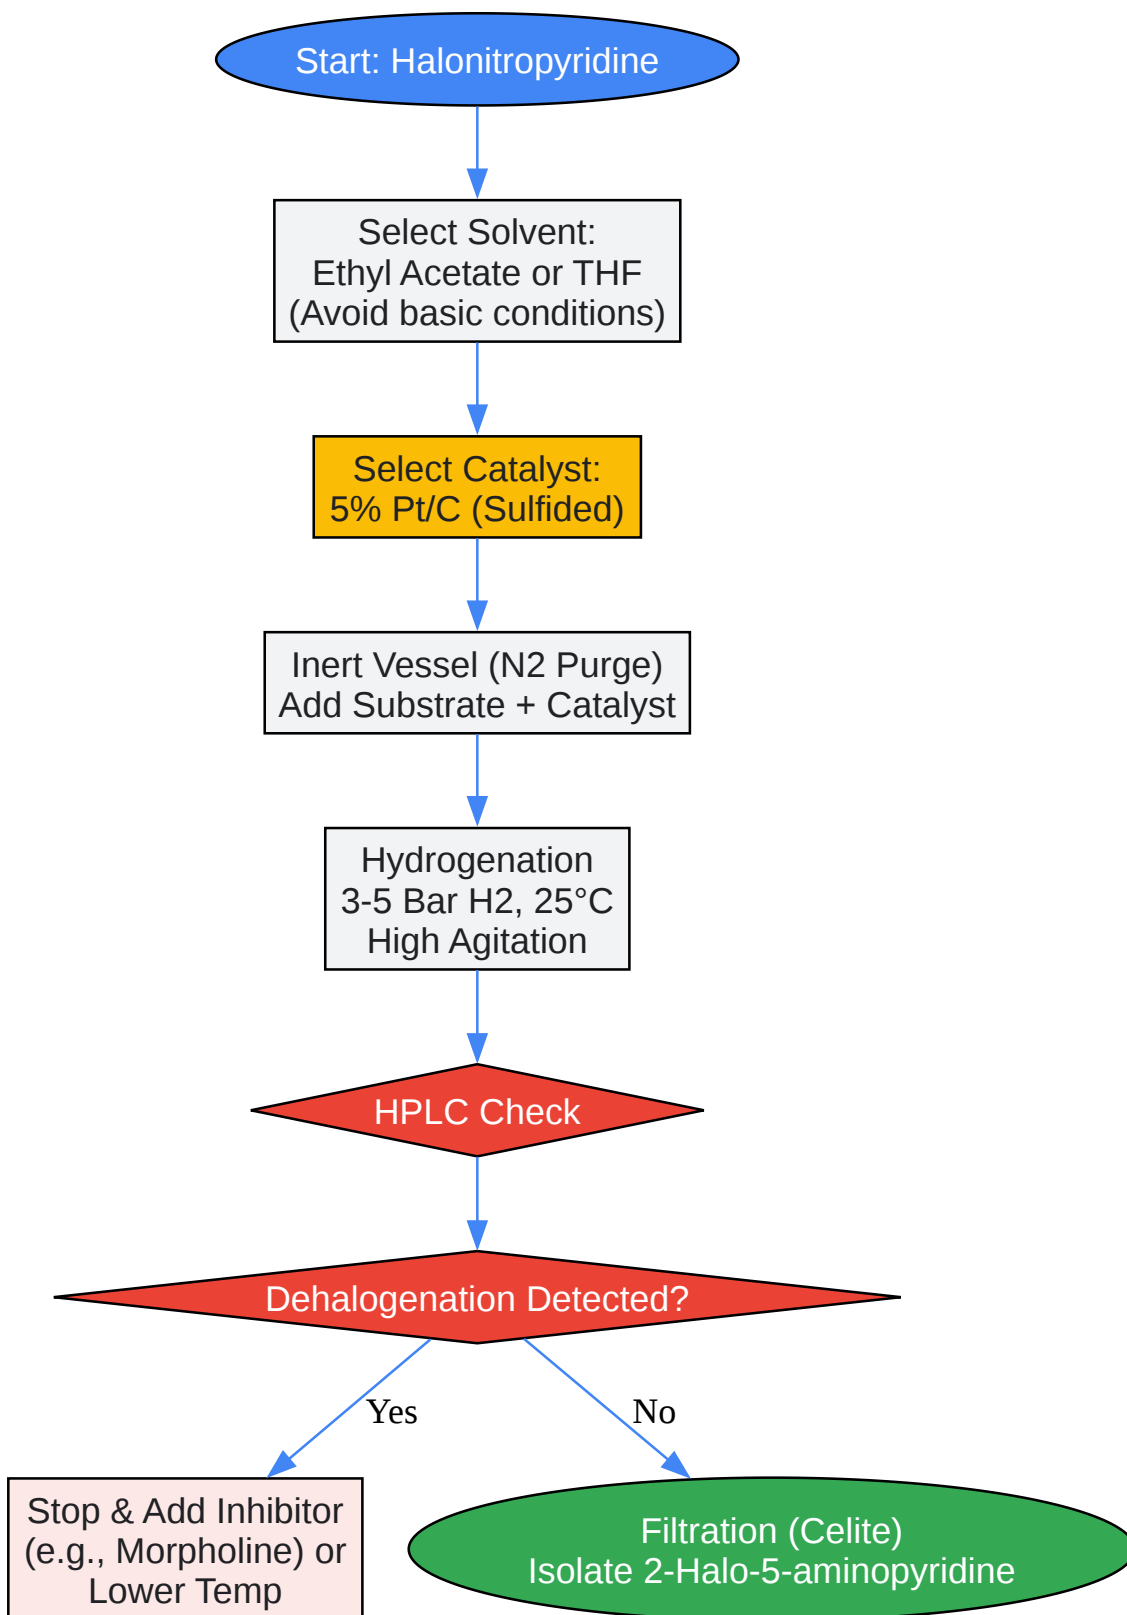 Start: Halonitropyridine
Select Solvent:
Ethyl Acetate or THF
(Avoid basic conditions)
Select Catalyst:
5% Pt/C (Sulfided)
Inert Vessel (N2 Purge)
Add Substrate + Catalyst
Hydrogenation
3-5 Bar H2, 25°C
High Agitation
HPLC Check
Dehalogenation Detected?
Yes
No
Stop & Add Inhibitor
(e.g., Morpholine) or
Lower Temp
Filtration (Celite)
Isolate 2-Halo-5-aminopyridine